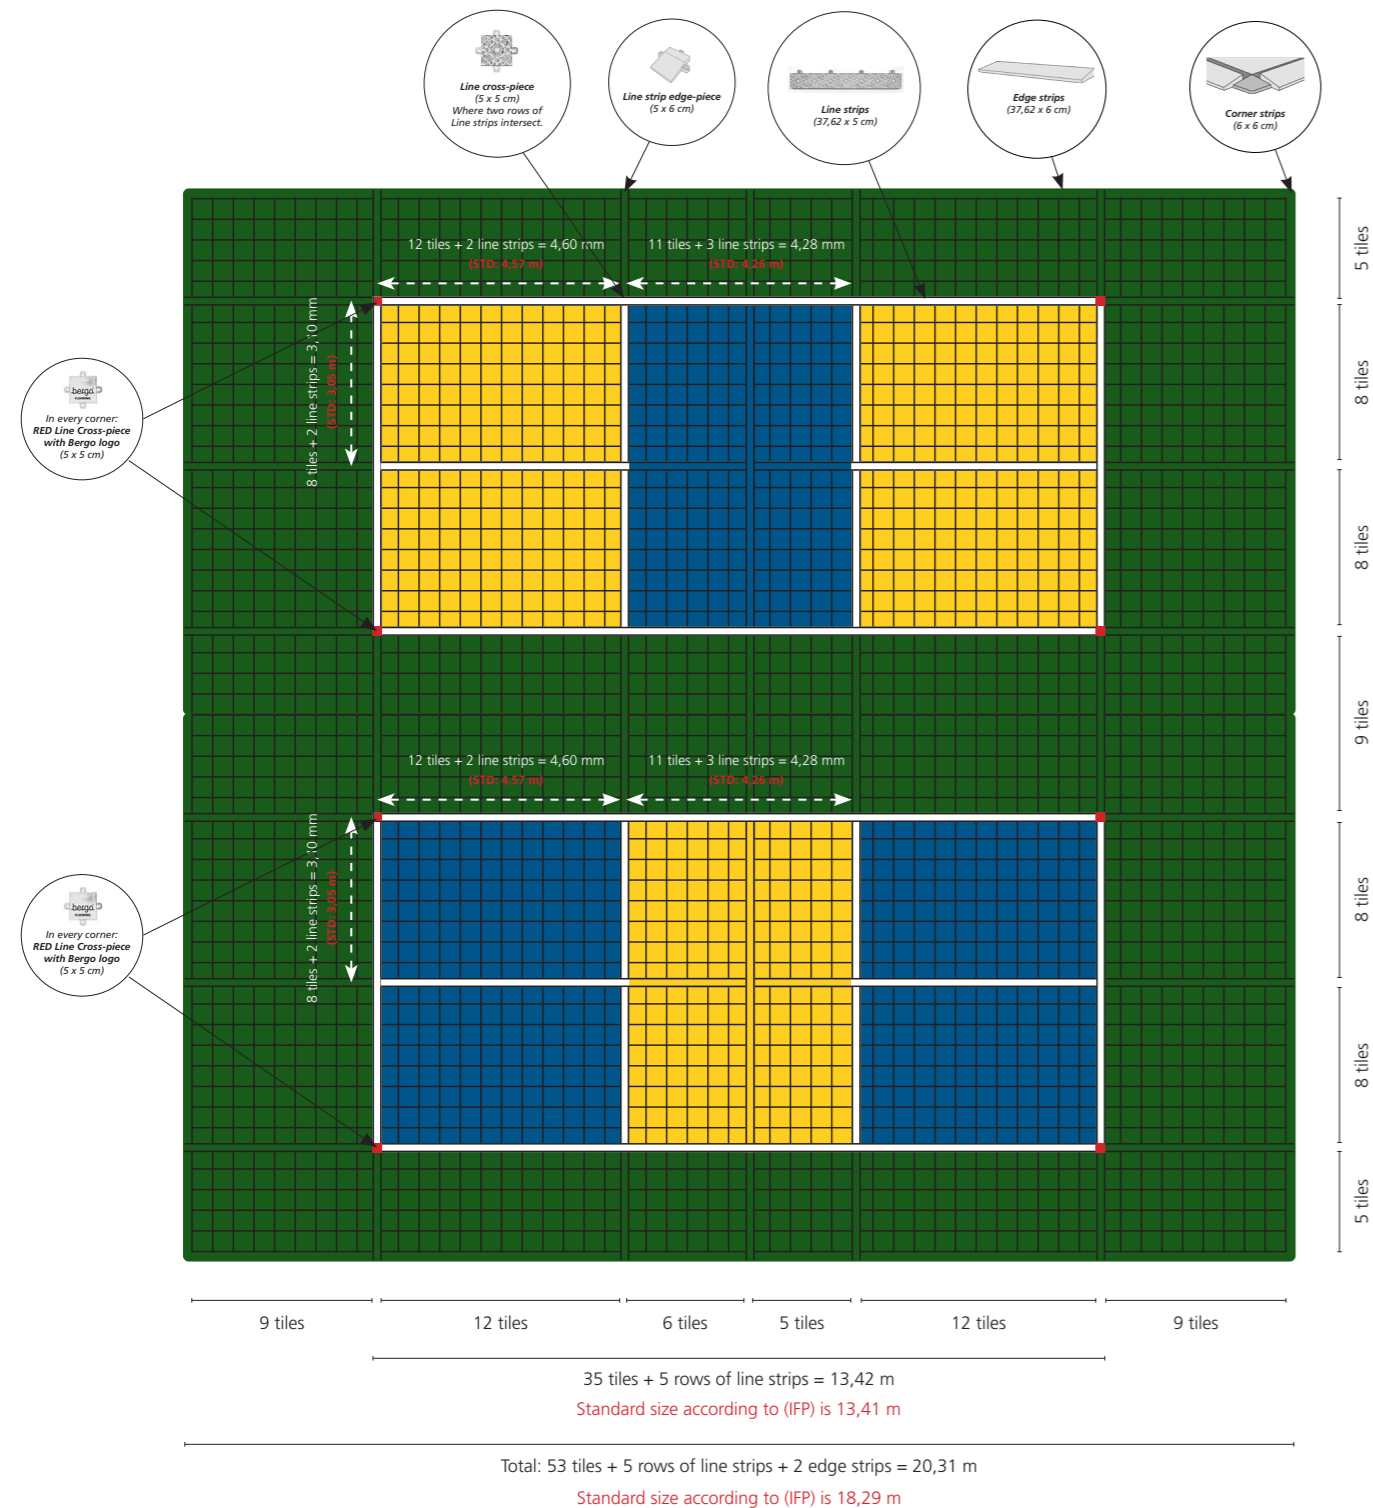 Line cross-piece
(5 x 5 cm)
Where two rows of
Line strips intersect.
Line strip edge-piece
(5 x 6 cm)
Line strips
(37,62 x 5 cm)
Edge strips
(37,62 x 6 cm)
Corner strips
(6 x 6 cm)
12 tiles + 2 line strips = 4,60 mm
(STD: 4,57 m)
11 tiles + 3 line strips = 4,28 mm
(STD: 4,26 m)
8 tiles + 2 line strips = 3,10 mm
(STD: 3,05 m)
bergo
FLOORING
In every corner:
RED Line Cross-piece
with Bergo logo
(5 x 5 cm)
5 tiles
8 tiles
8 tiles
9 tiles
12 tiles + 2 line strips = 4,60 mm
(STD: 4,57 m)
11 tiles + 3 line strips = 4,28 mm
(STD: 4,26 m)
8 tiles + 2 line strips = 3,10 mm
(STD: 3,05 m)
bergo
FLOORING
In every corner:
RED Line Cross-piece
with Bergo logo
(5 x 5 cm)
8 tiles
8 tiles
5 tiles
9 tiles
12 tiles
6 tiles
5 tiles
12 tiles
9 tiles
35 tiles + 5 rows of line strips = 13,42 m
Standard size according to (IFP) is 13,41 m
Total: 53 tiles + 5 rows of line strips + 2 edge strips = 20,31 m
Standard size according to (IFP) is 18,29 m